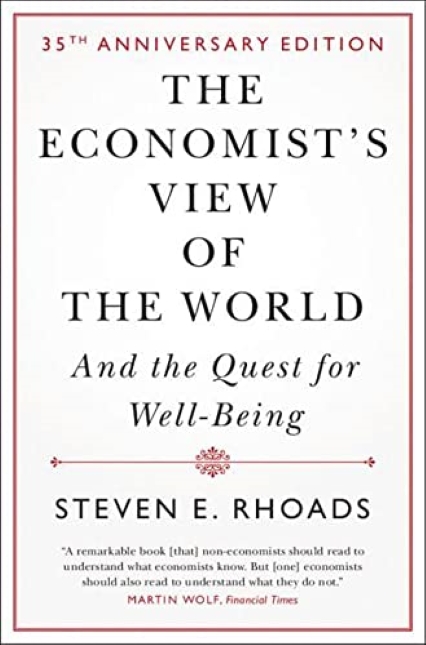 35TH ANNIVERSARY EDITION
THE
ECONOMIST'S
VIEW
OF
THE WORLD
And the Quest for
Well-Being
STEVEN E. RHOADS
"A remarkable book [that] non-economists should read to
understand what economists know. But [one] economists
should also read to understand what they do not."
MARTIN WOLF, Financial Times